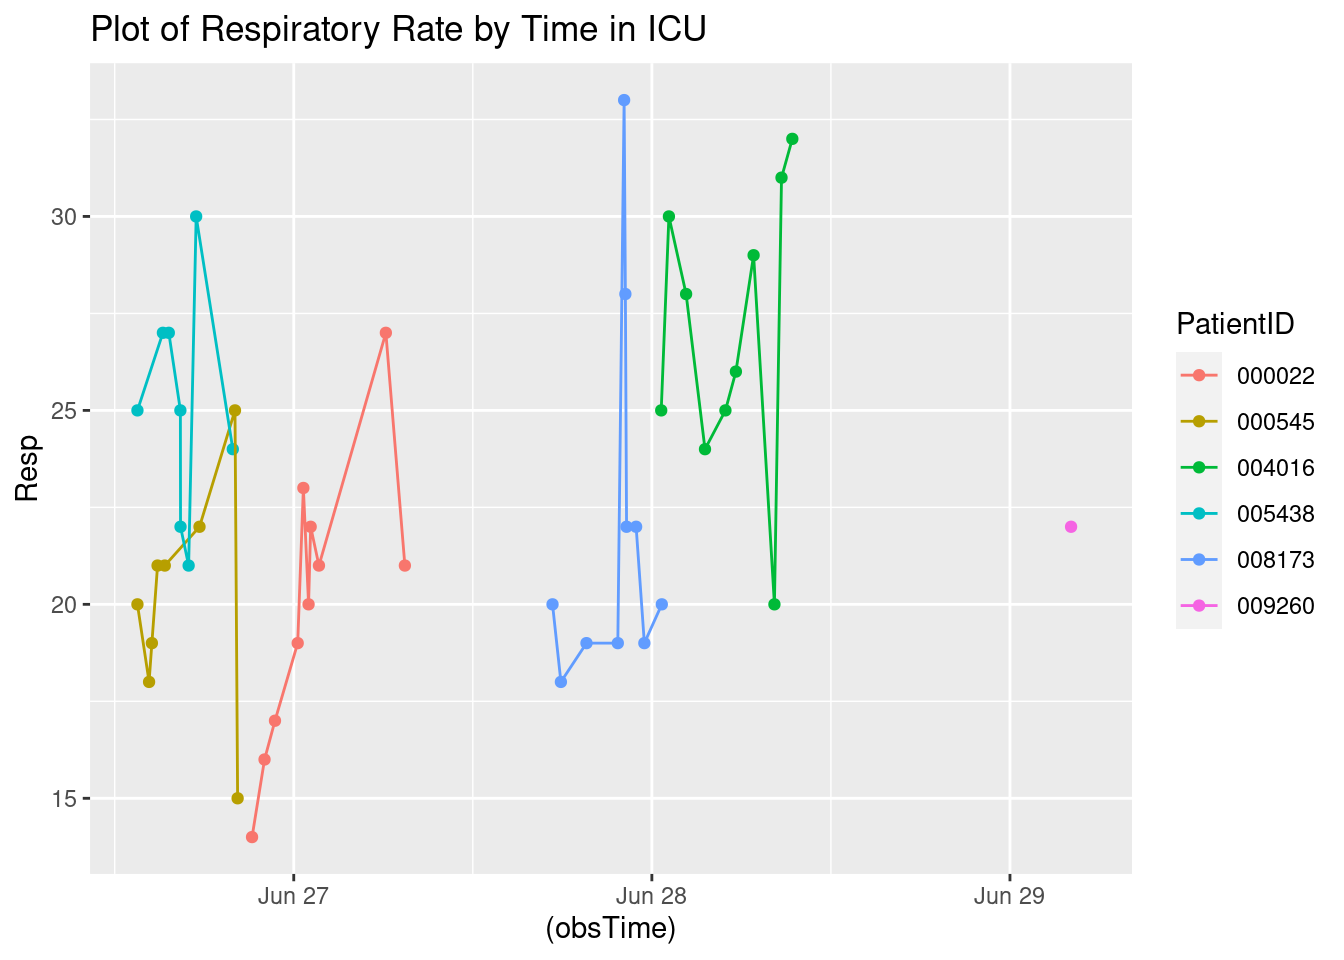 Plot of Respiratory Rate by Time in ICU
Resp
30
25
20
15
Jun 27
Jun 28
Jun 29
(obsTime)
PatientID
000022
000545
004016
005438
008173
009260